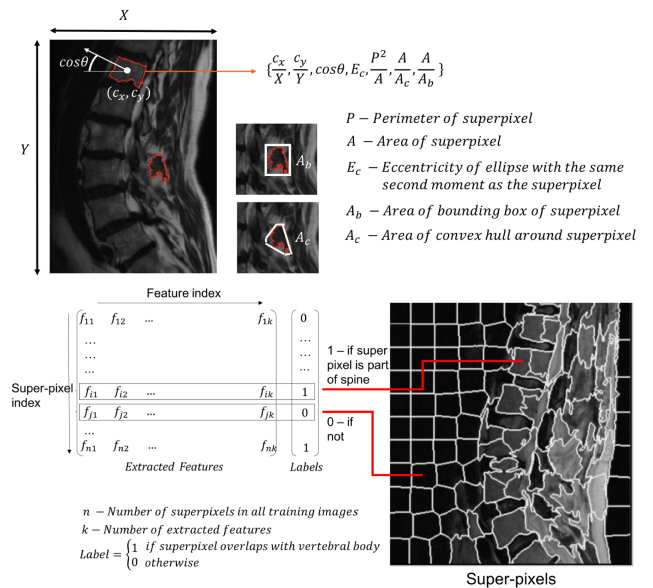 X
Y
cosθ
(c_x, c_y)
{c_x/X, c_y/Y, cosθ, E_c, P²/A, A/A_c, A/A_b}
P − Perimeter of superpixel
A − Area of superpixel
E_c − Eccentricity of ellipse with the same
second moment as the superpixel
A_b − Area of bounding box of superpixel
A_c − Area of convex hull around superpixel
A_b
A_c
Feature index
Super-pixel
index
f_11 f_12 ... f_1k 0
... ...
... ...
... ...
f_i1 f_i2 ... f_ik 1
f_j1 f_j2 ... f_jk 0
...
f_n1 f_n2 ... f_nk 1
Extracted Features Labels
1 – if super
pixel is part
of spine
0 – if
not
n − Number of superpixels in all training images
k − Number of extracted features
Label = {1 if superpixel overlaps with vertebral body
0 otherwise
Super-pixels